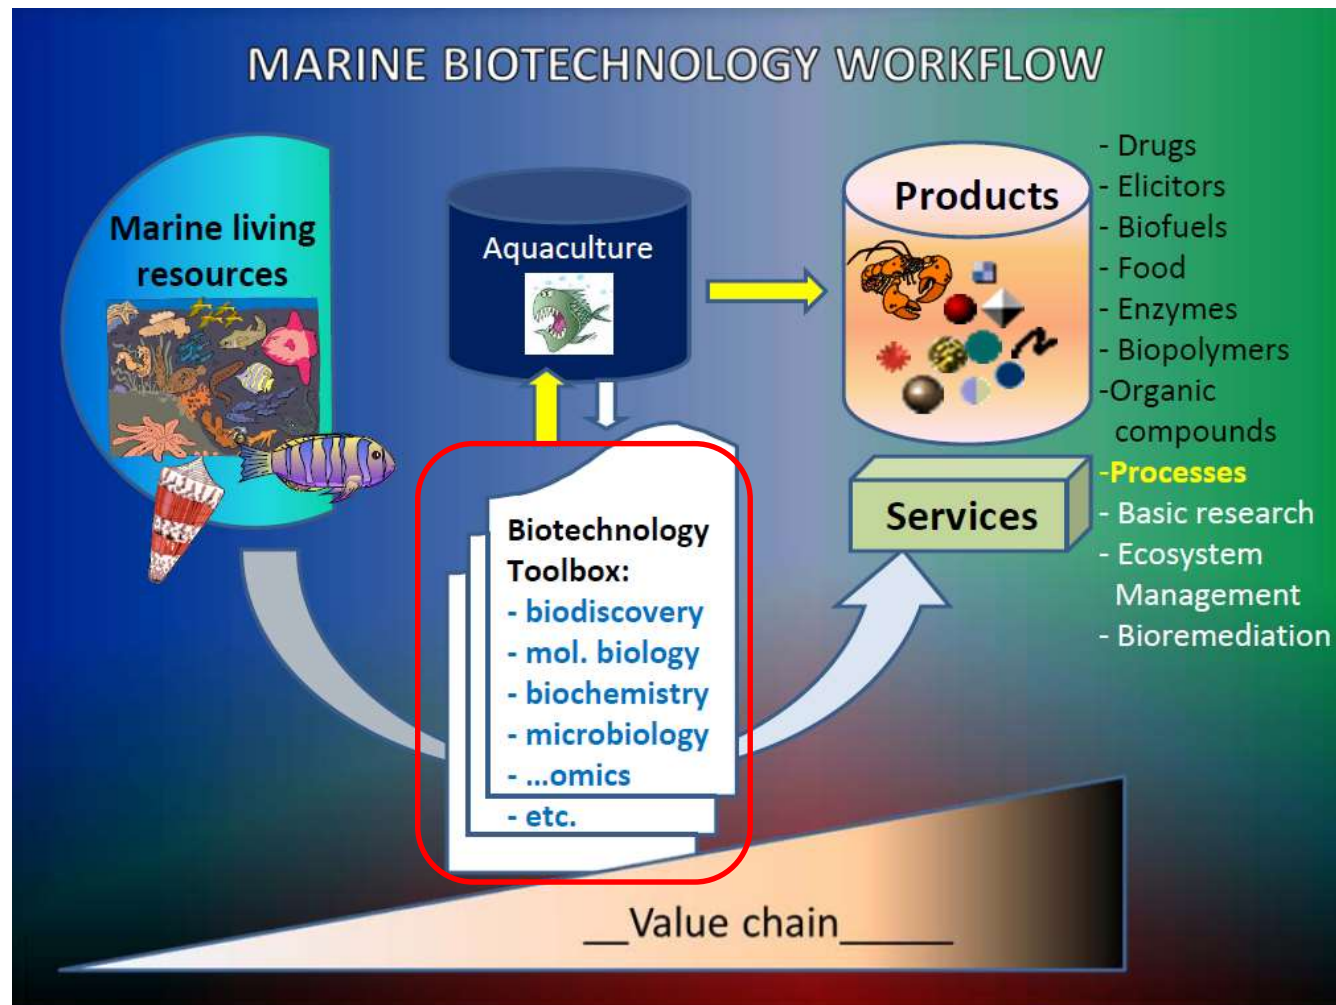 MARINE BIOTECHNOLOGY WORKFLOW
Marine living
resources
Aquaculture
Products
- Drugs
- Elicitors
- Biofuels
- Food
- Enzymes
- Biopolymers
-Organic
compounds
-Processes
- Basic research
- Ecosystem
Management
- Bioremediation
Services
Biotechnology
Toolbox:
- biodiscovery
- mol. biology
- biochemistry
- microbiology
- ...omics
- etc.
__Value chain_____